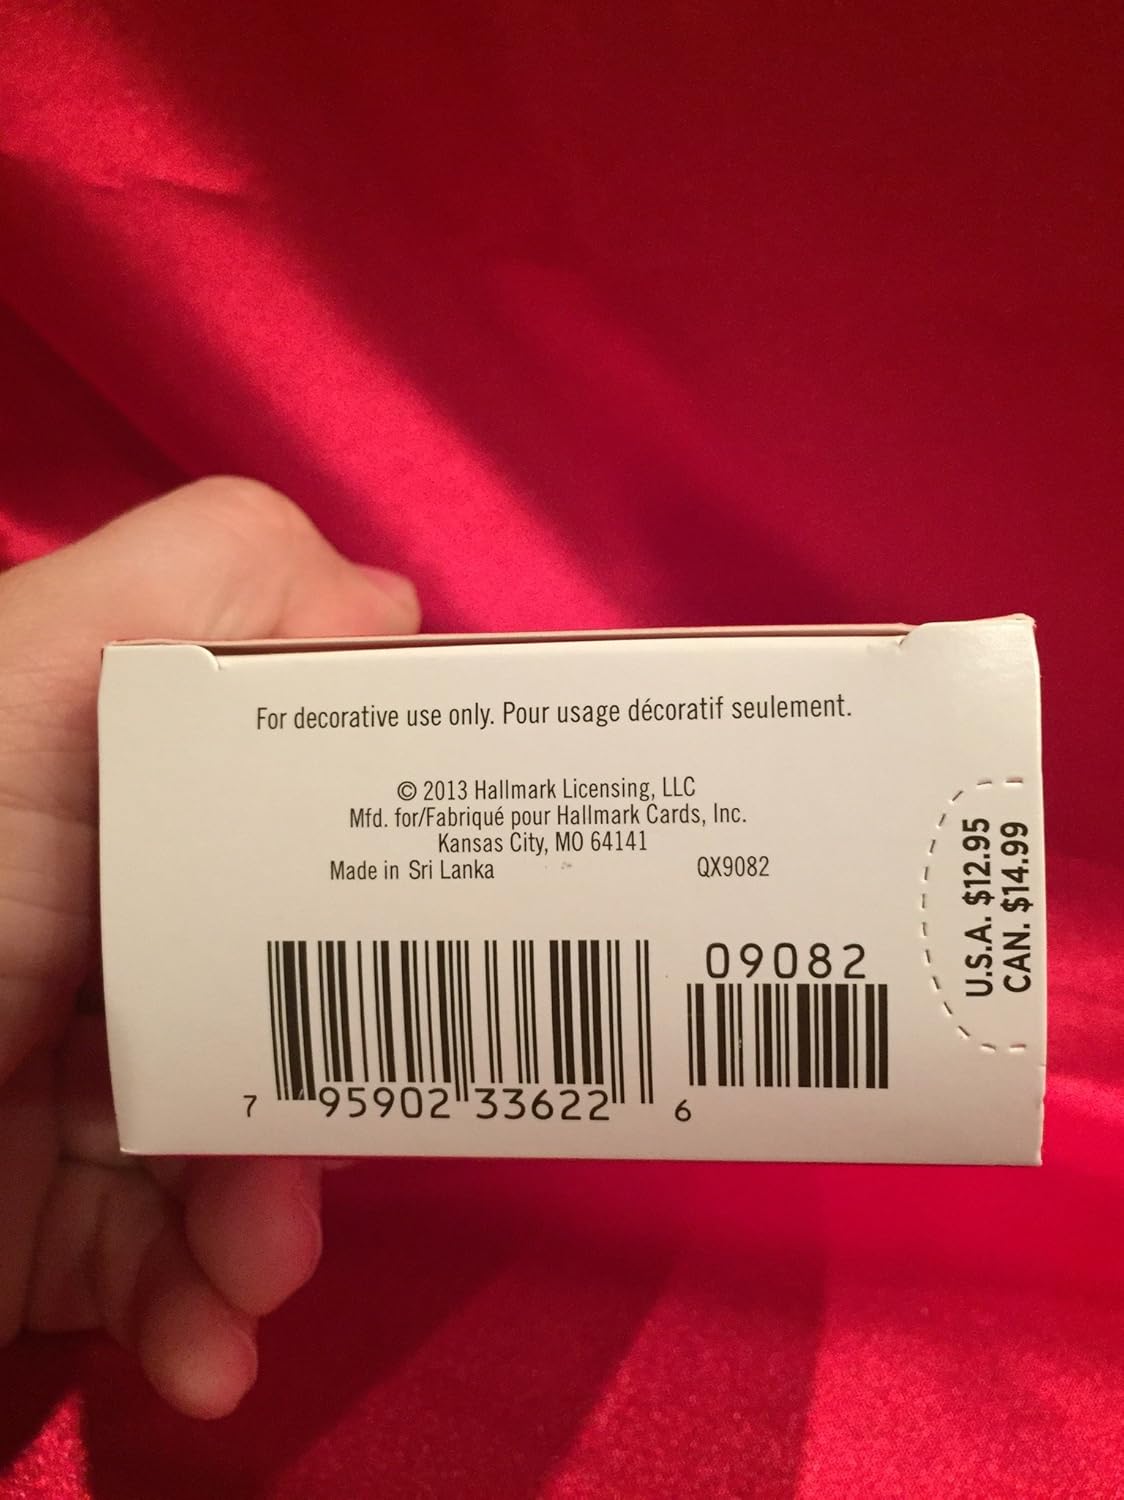 For decorative use only. Pour usage décoratif seulement.
© 2013 Hallmark Licensing, LLC
Mfd. for/Fabriqué pour Hallmark Cards, Inc.
Kansas City, MO 64141
Made in Sri Lanka QX9082
09082
7 95902 33622 6
U.S.A. $12.95
CAN. $14.99